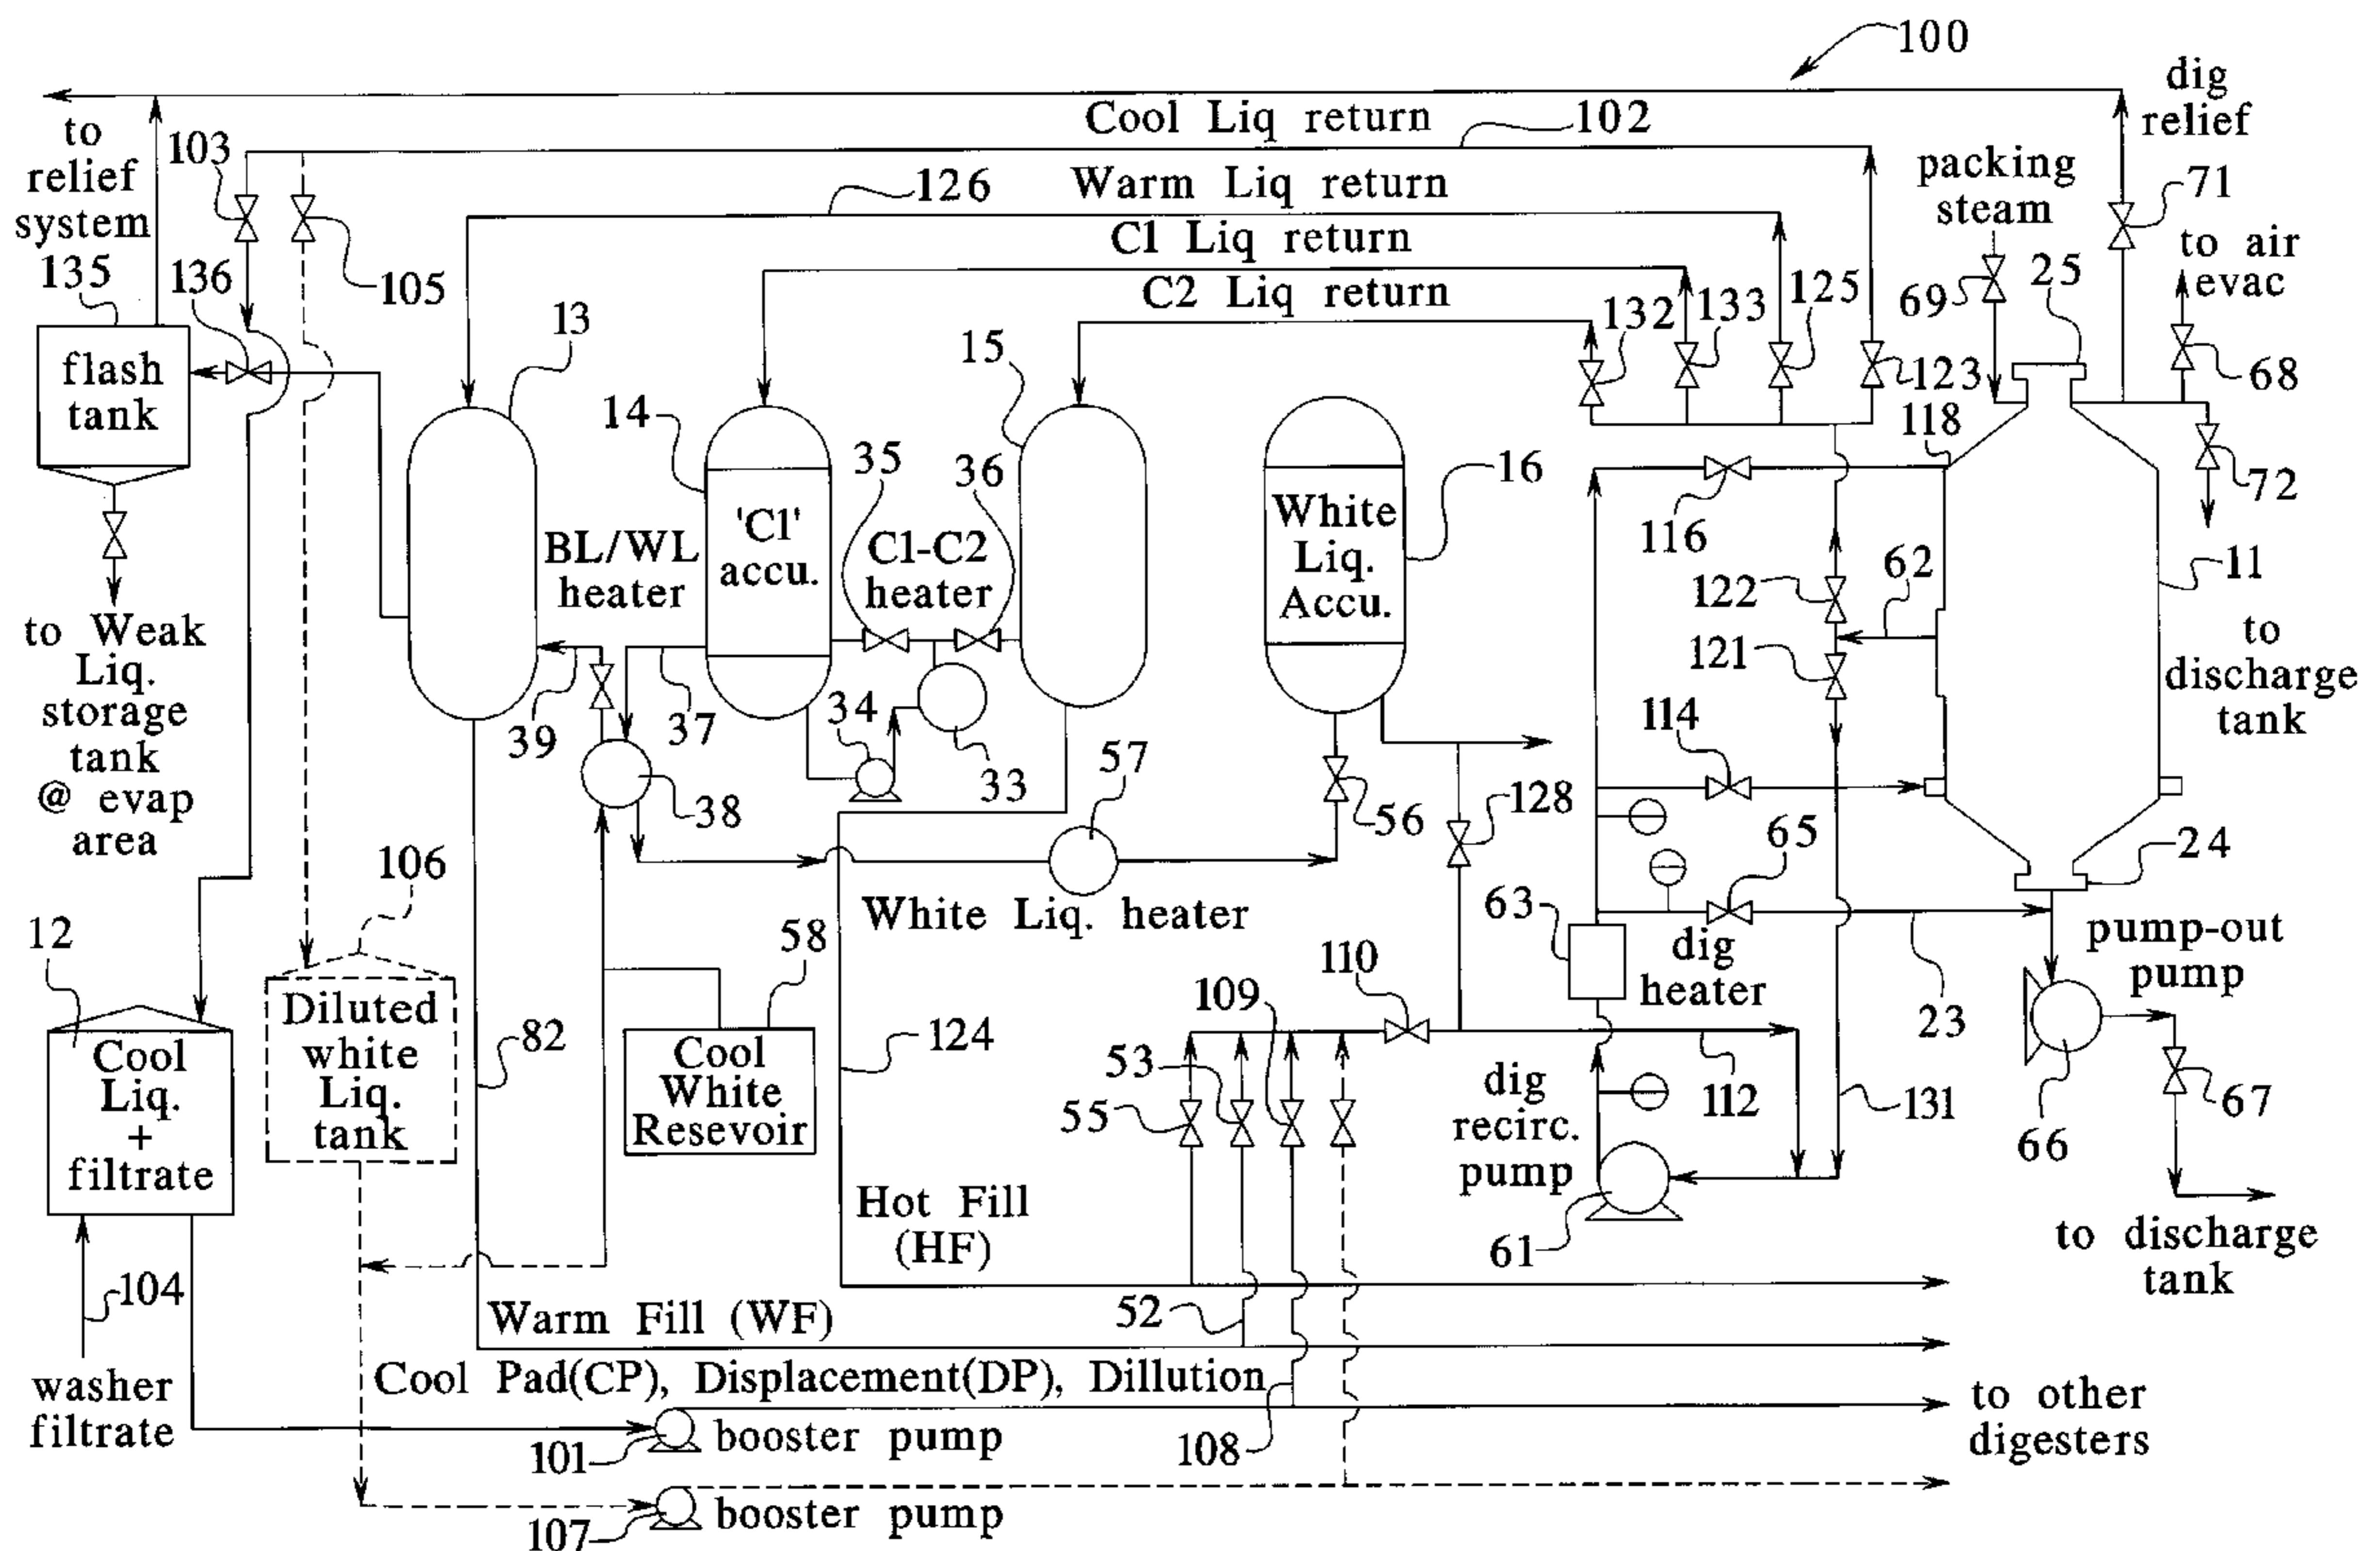 100
dig
relief
Cool Liq return
102
to
relief
system
103
packing
steam
126
Warm Liq return
71
C1 Liq return
to air
evac
135
136
105
C2 Liq return
132
133
125
69
25
123
68
flash
tank
13
15
14
118
35
36
16
72
'C1'
accu.
White
Liq.
Accu.
116
BL/WL
heater
C1-C2
heater
122
62
11
to Weak
Liq.
storage
tank
@ evap
area
121
to
discharge
tank
39
37
34
33
57
114
38
56
128
65
24
106
White Liq. heater
63
12
58
dig
heater
pump-out
pump
110
109
23
Diluted
white
Liq.
tank
82
124
Cool
Liq.
+
filtrate
Cool
White
Resevoir
53
55
dig
recirc.
pump
112
131
67
66
Hot Fill
(HF)
61
to discharge
tank
104
52
Warm Fill (WF)
Cool Pad(CP), Displacement(DP), Dillution
washer
filtrate
to other
digesters
101
booster pump
108
107
booster pump